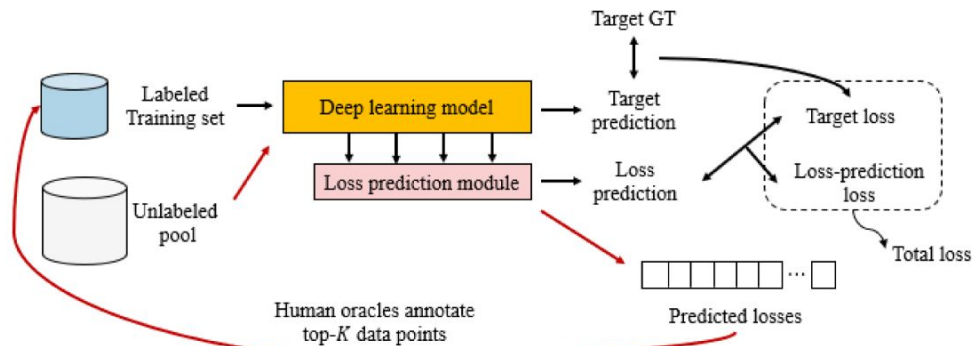 Target GT
Labeled
Training set
Deep learning model
Target
prediction
Target loss
Loss prediction module
Loss
prediction
Loss-prediction
loss
Unlabeled
pool
Total loss
...
Human oracles annotate
top-K data points
Predicted losses